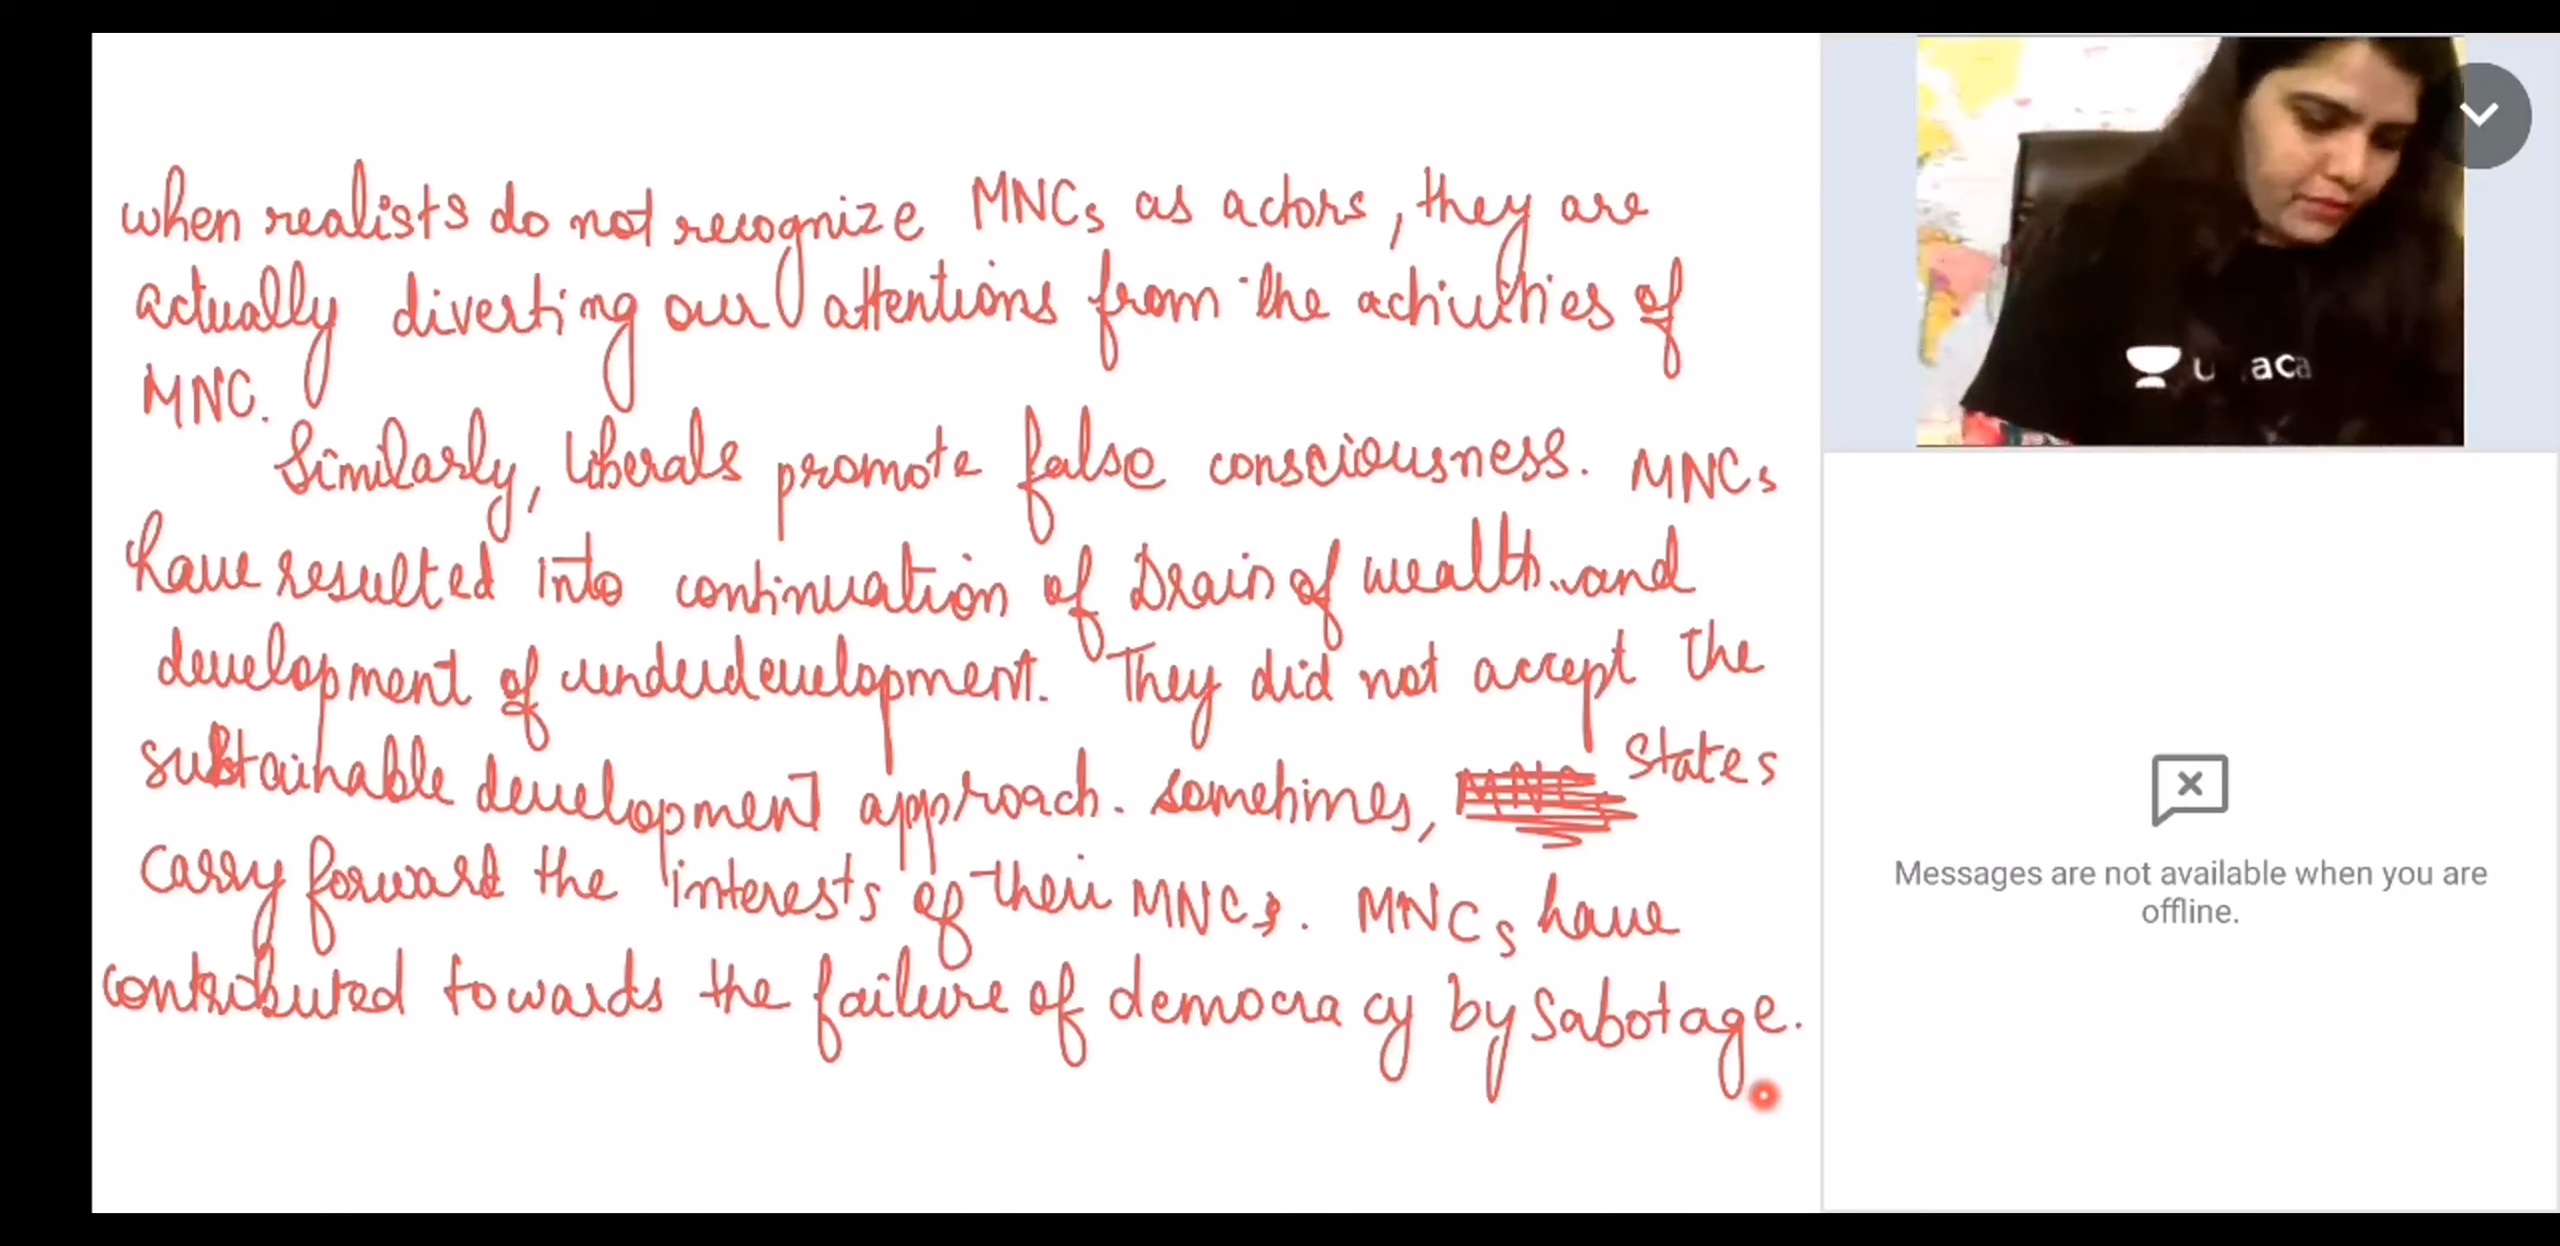 when realists do not recognize MNCs as actors, they are
actually diverting our attentions from the activities of
MNC.
Similarly, liberals promote false consciousness. MNCs
have resulted into continuation of Drain of wealth and
development of underdevelopment. They did not accept the
sustainable development approach. sometimes, States
carry forward the interests of their MNCs. MNCs have
contributed towards the failure of democracy by Sabotage.
u aca
Messages are not available when you are
offline.